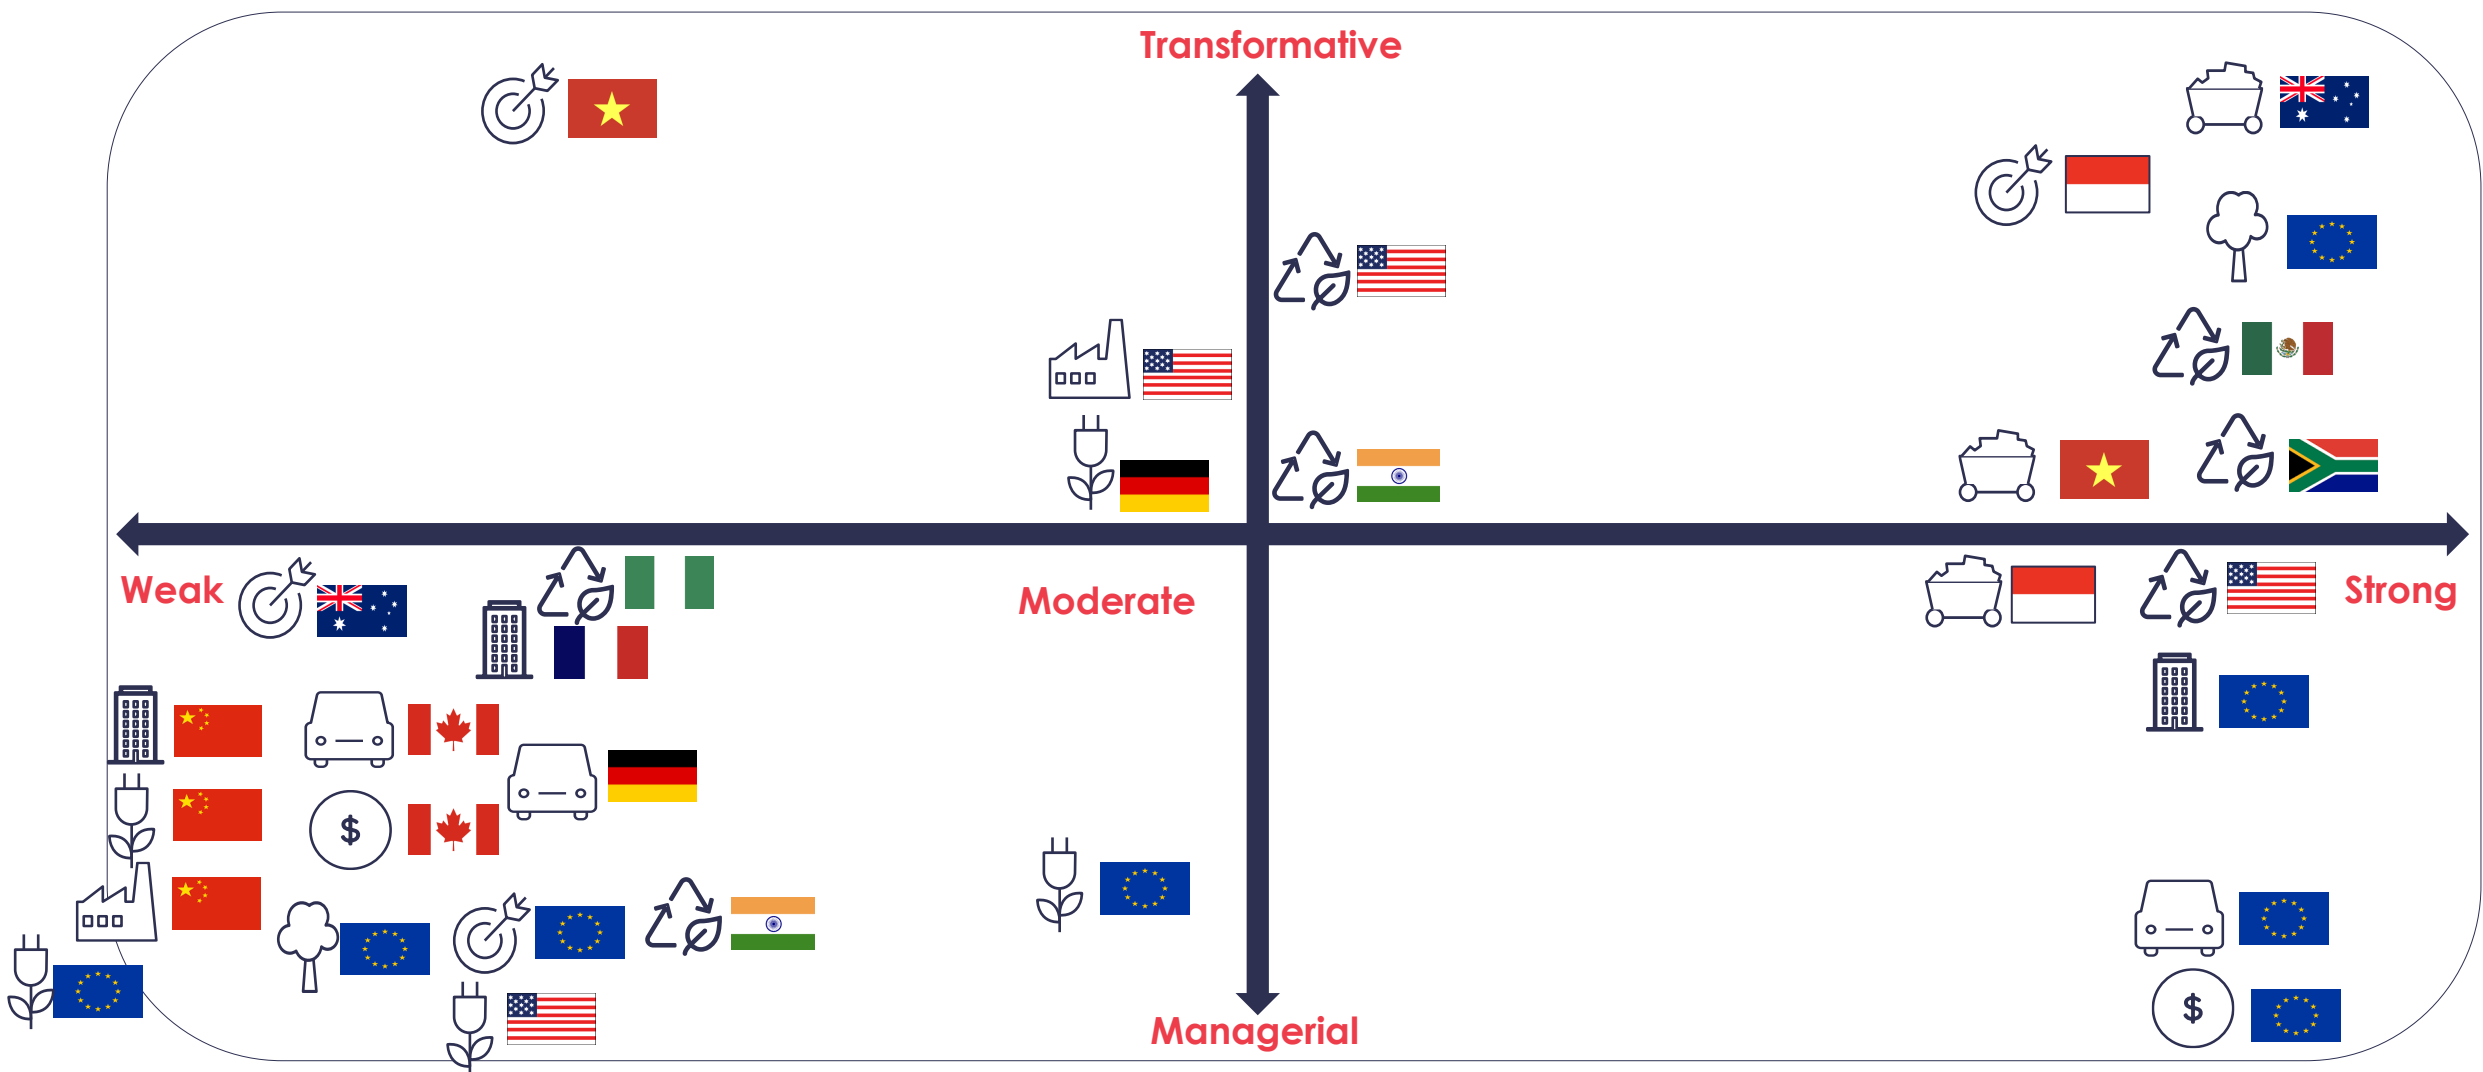 Transformative
Weak
Moderate
Strong
$
$
Managerial